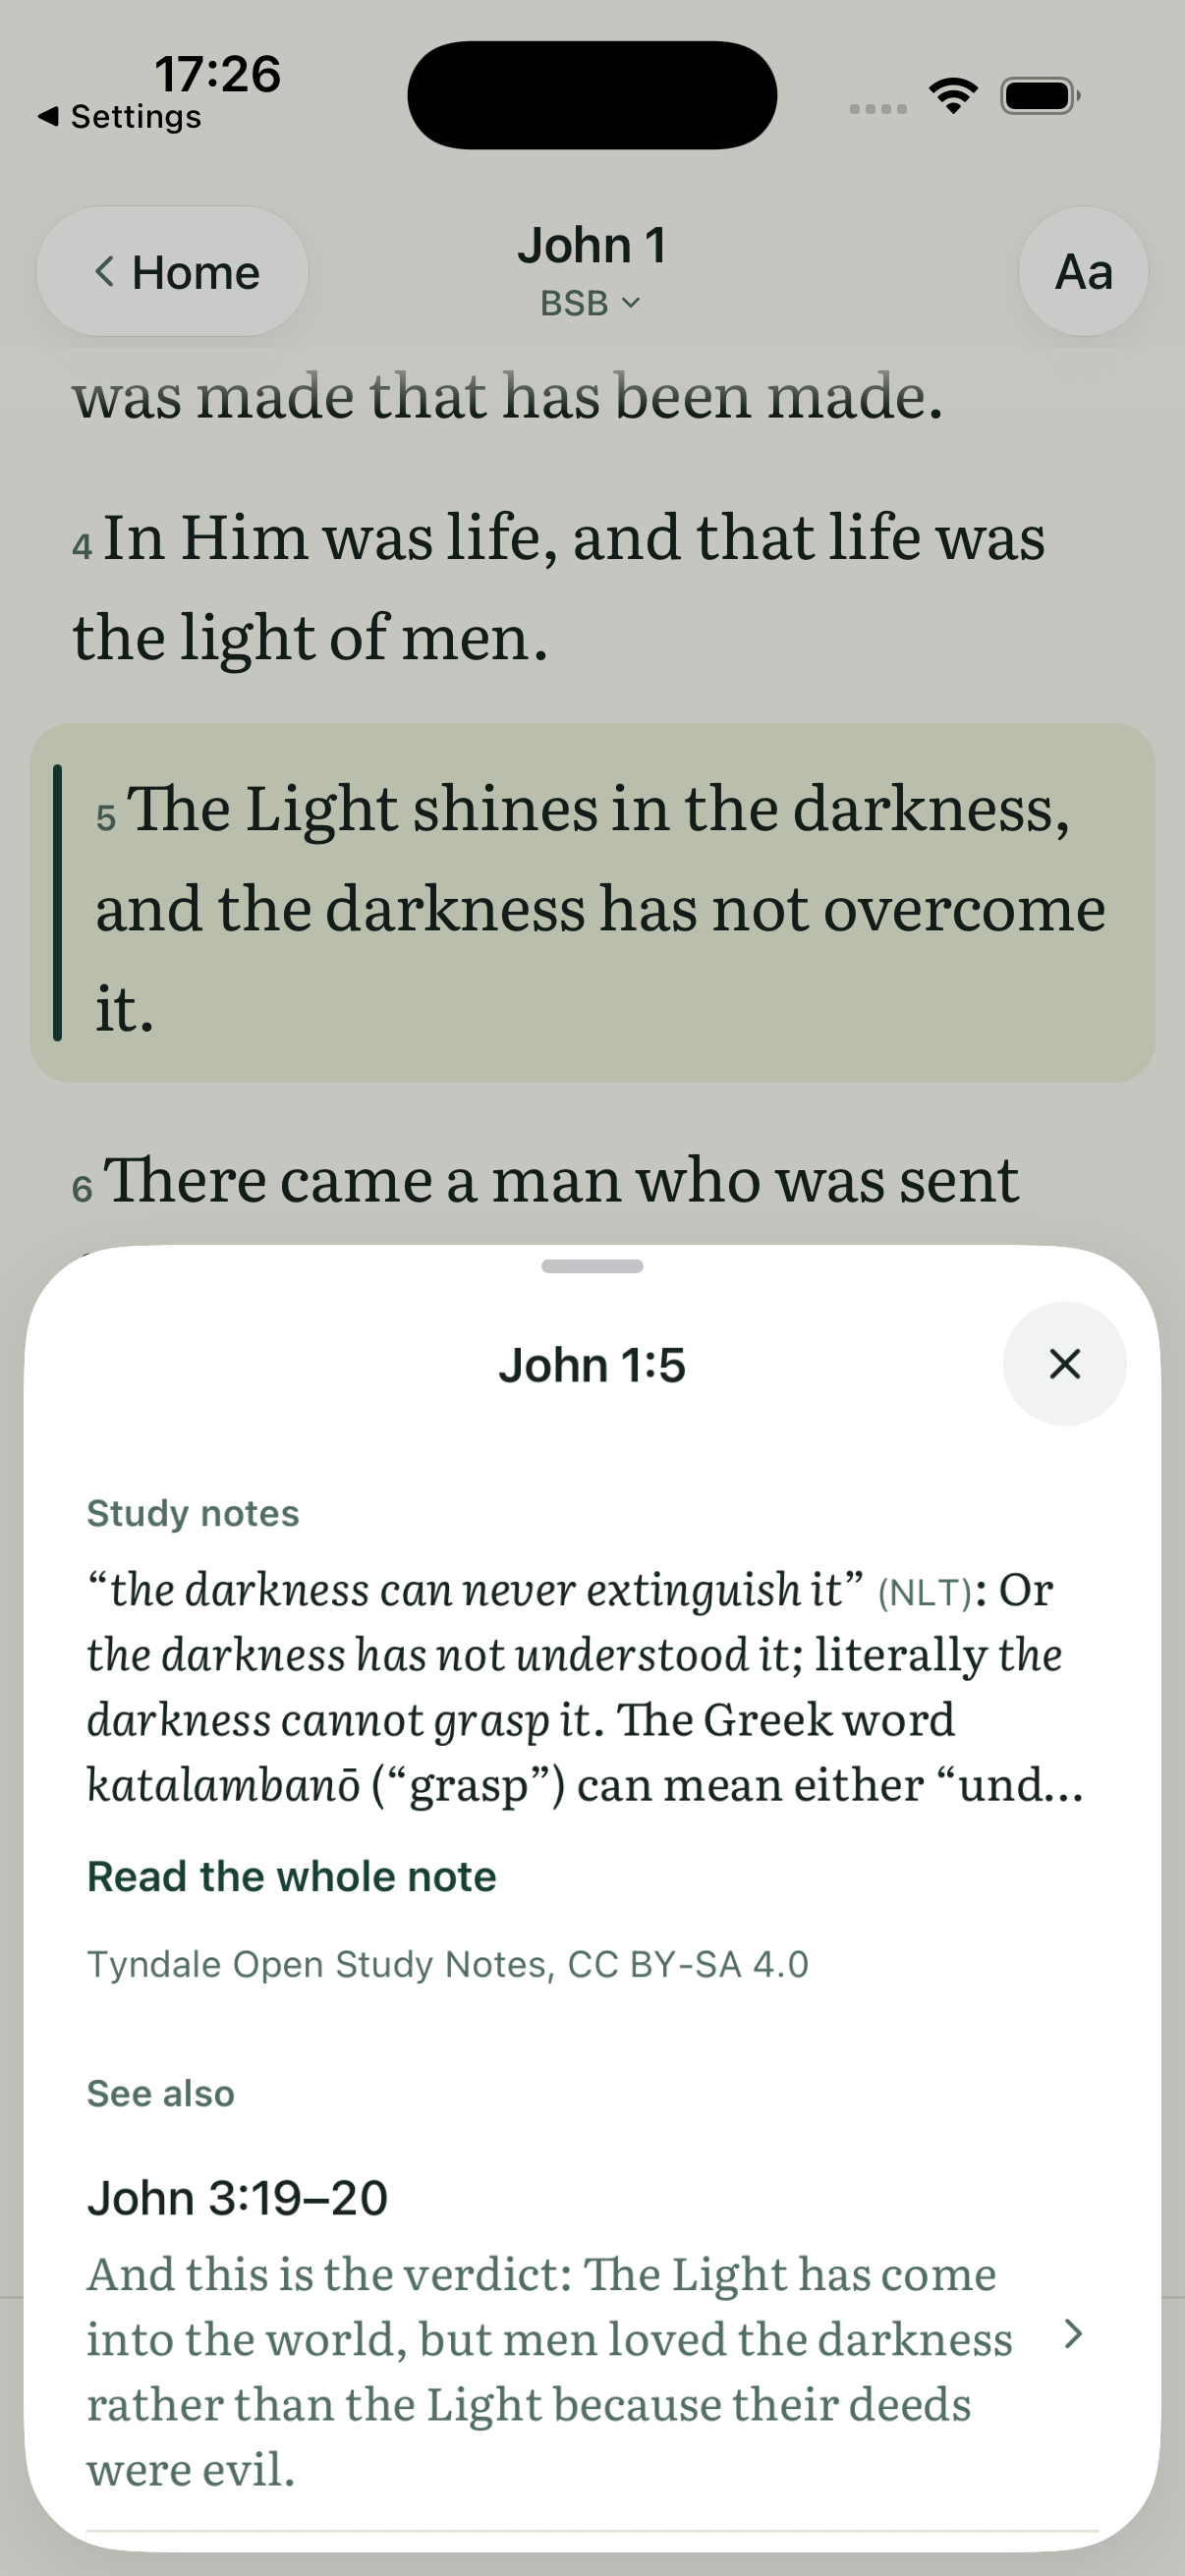 17:26
◀ Settings
Home
John 1
BSB
Aa
was made that has been made.
4 In Him was life, and that life was
the light of men.
5 The Light shines in the darkness,
and the darkness has not overcome
it.
6 There came a man who was sent
John 1:5
Study notes
“the darkness can never extinguish it” (NLT): Or
the darkness has not understood it; literally the
darkness cannot grasp it. The Greek word
katalambanō (“grasp”) can mean either “und…
Read the whole note
Tyndale Open Study Notes, CC BY-SA 4.0
See also
John 3:19–20
And this is the verdict: The Light has come
into the world, but men loved the darkness
rather than the Light because their deeds
were evil.